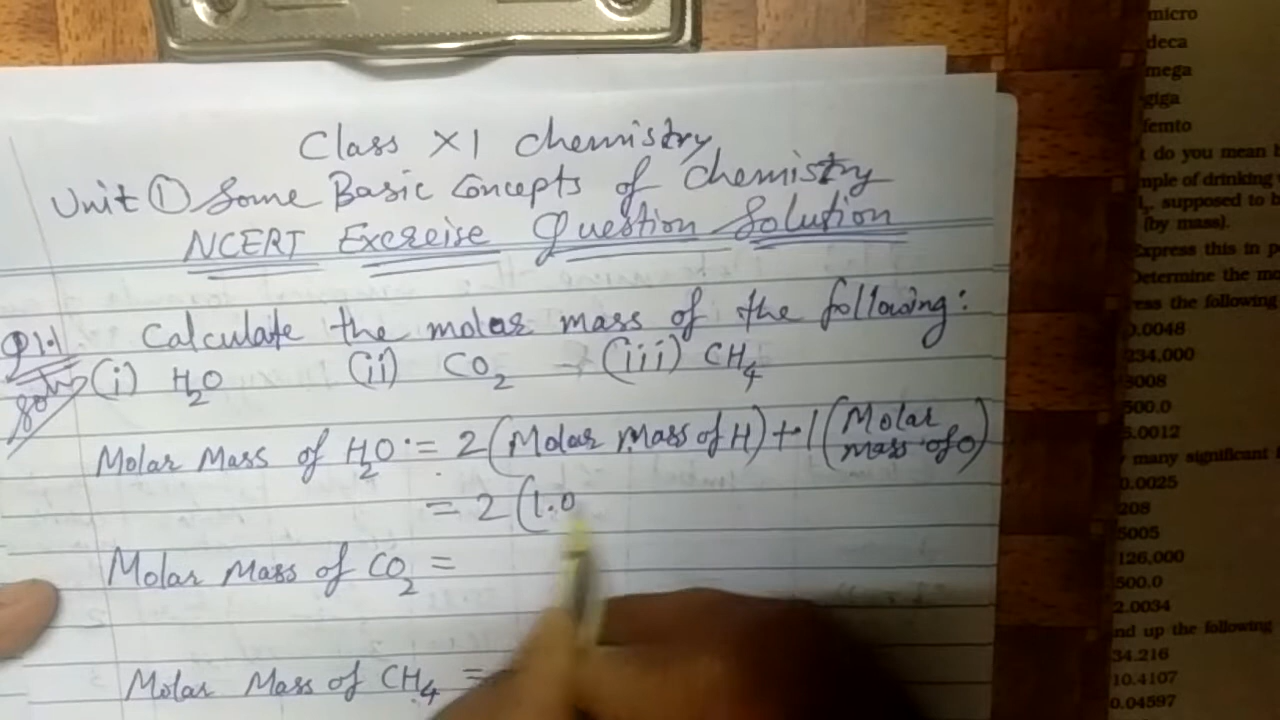 Class XI Chemistry
Unit ① Some Basic Concepts of Chemistry
NCERT Excreise Question Solution
Q1.1 Calculate the molar mass of the following:
(i) H2O (ii) CO2 (iii) CH4
Molar Mass of H2O = 2 (Molar Mass of H) + 1 (Molar mass of O)
= 2 (1.0
Molar Mass of CO2 =
Molar Mass of CH4 =
micro
deca
mega
giga
femto
do you mean
of drinking
supposed to
(by mass).
Express this in
Determine the
the following
0.0048
234,000
8008
500.0
6.0012
many significant
0.0025
208
5005
126,000
500.0
2.0034
up the following
34.216
10.4107
0.04597